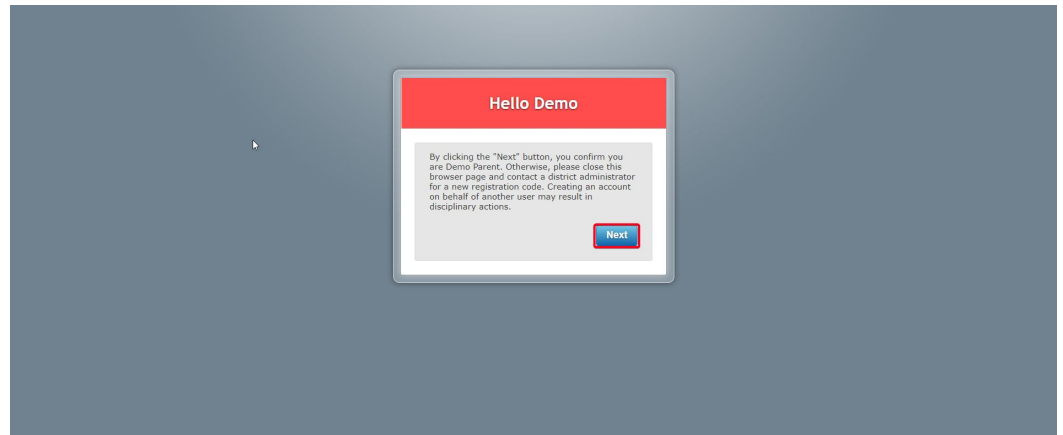 Hello Demo
By clicking the "Next" button, you confirm you
are Demo Parent. Otherwise, please close this
browser page and contact a district administrator
for a new registration code. Creating an account
on behalf of another user may result in
disciplinary actions.
Next